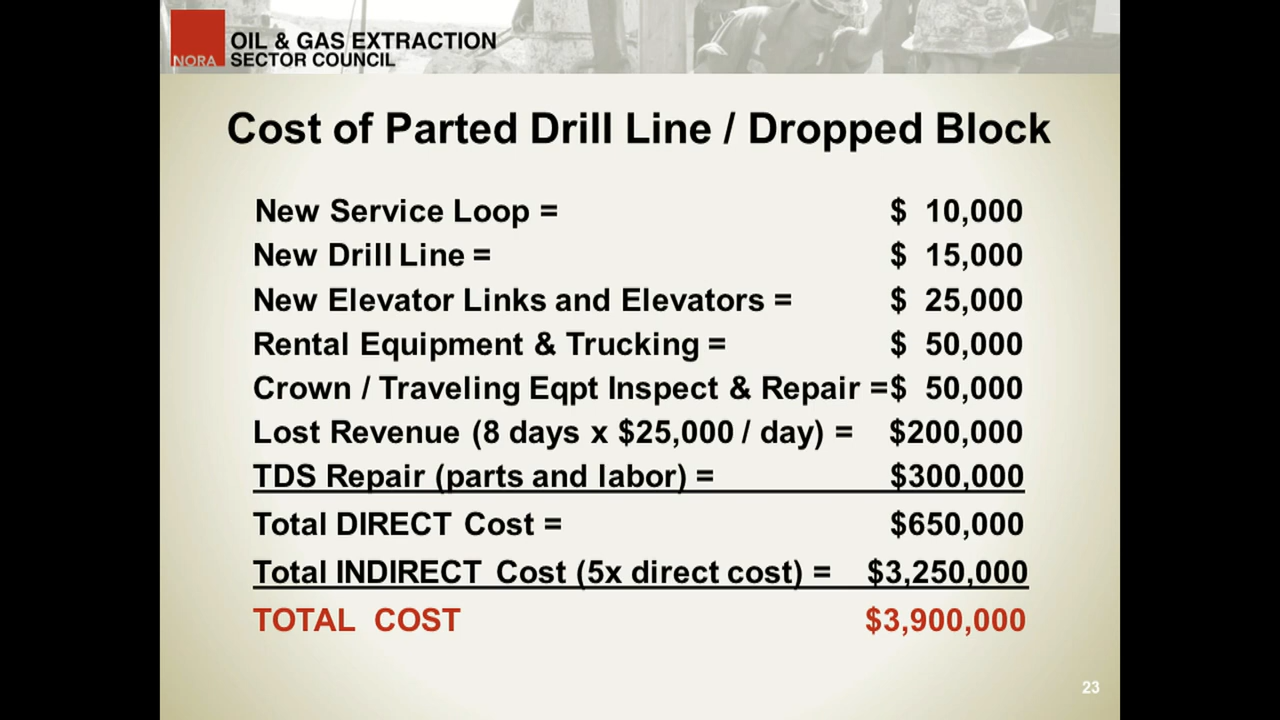 NORA
OIL & GAS EXTRACTION
SECTOR COUNCIL
Cost of Parted Drill Line / Dropped Block
New Service Loop = $ 10,000
New Drill Line = $ 15,000
New Elevator Links and Elevators = $ 25,000
Rental Equipment & Trucking = $ 50,000
Crown / Traveling Eqpt Inspect & Repair =$ 50,000
Lost Revenue (8 days x $25,000 / day) = $200,000
TDS Repair (parts and labor) = $300,000
Total DIRECT Cost = $650,000
Total INDIRECT Cost (5x direct cost) = $3,250,000
TOTAL COST $3,900,000
23